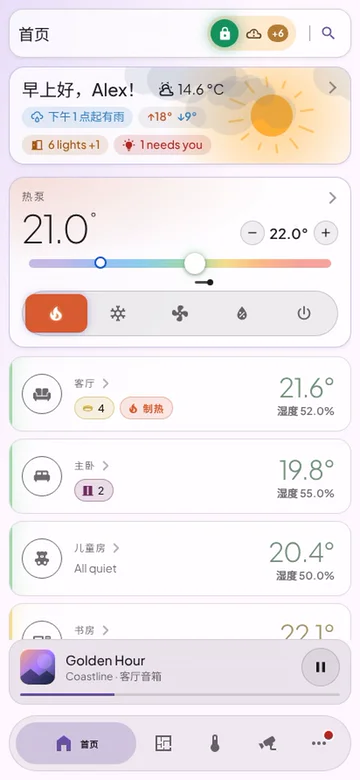 首页
+6
早上好，Alex！
14.6 °C
下午 1 点起有雨
↑18° ↓9°
6 lights +1
1 needs you
热泵
21.0°
− 22.0° +
客厅
4
制热
21.6°
湿度 52.0%
主卧
2
19.8°
湿度 55.0%
儿童房
All quiet
20.4°
湿度 50.0%
书房
22.1°
Golden Hour
Coastline · 客厅音箱
首页